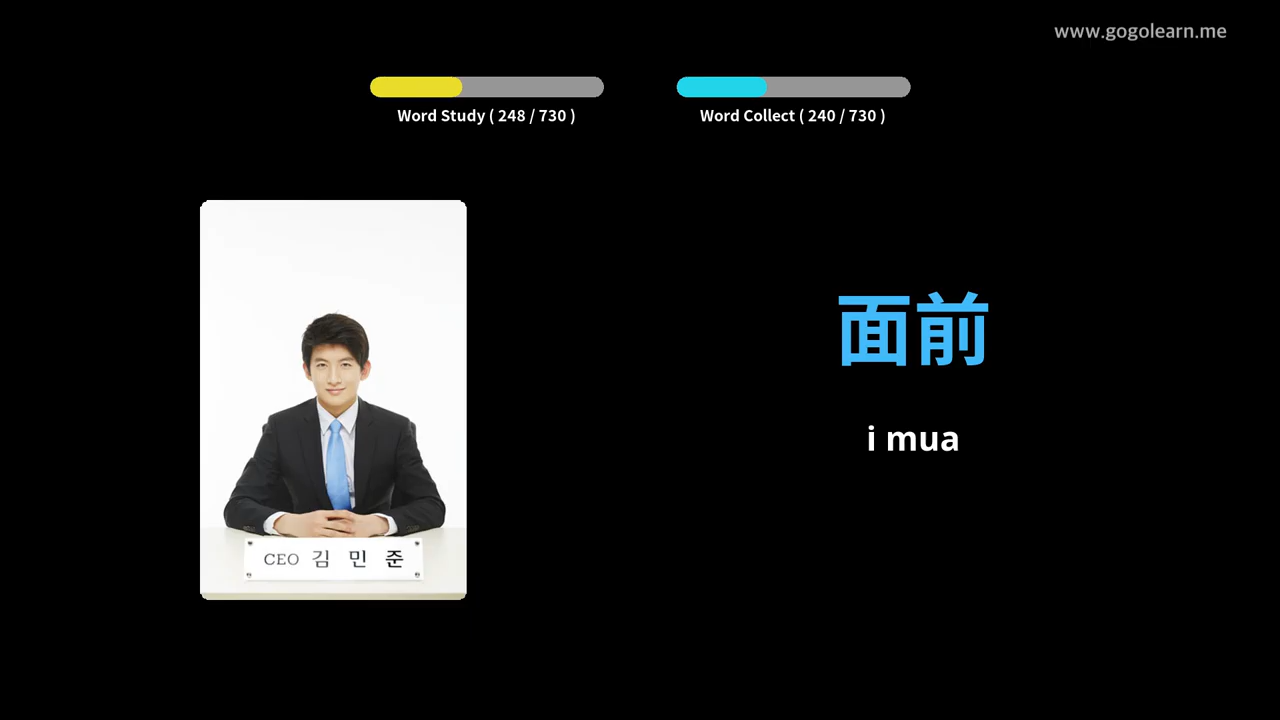 www.gogolearn.me
Word Study ( 248 / 730 )
Word Collect ( 240 / 730 )
面前
i mua
CEO 김 민 준